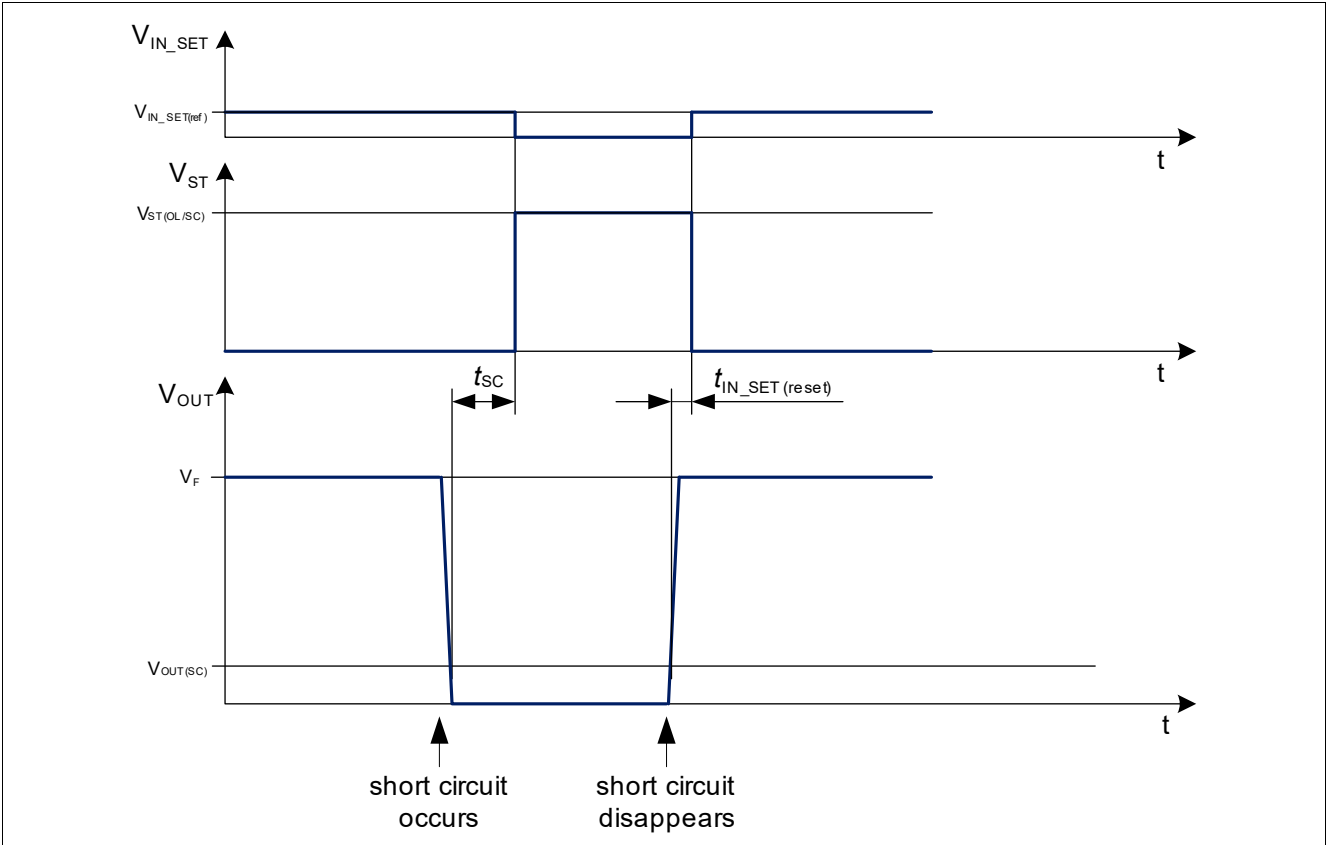 VIN_SET
VIN_SET(ref)
t
VST
VST(OL/SC)
t
tSC
tIN_SET (reset)
VOUT
VF
VOUT(SC)
t
short circuit
occurs
short circuit
disappears